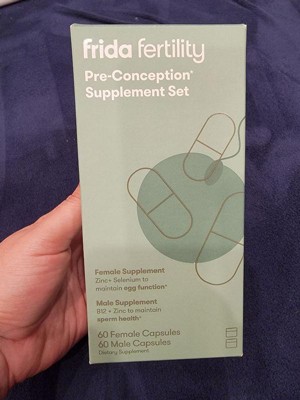 frida fertility
Pre-Conception*
Supplement Set
Female Supplement
Zinc + Selenium to
maintain egg function*
Male Supplement
B12 + Zinc to maintain
sperm health*
60 Female Capsules
60 Male Capsules
Dietary Supplement